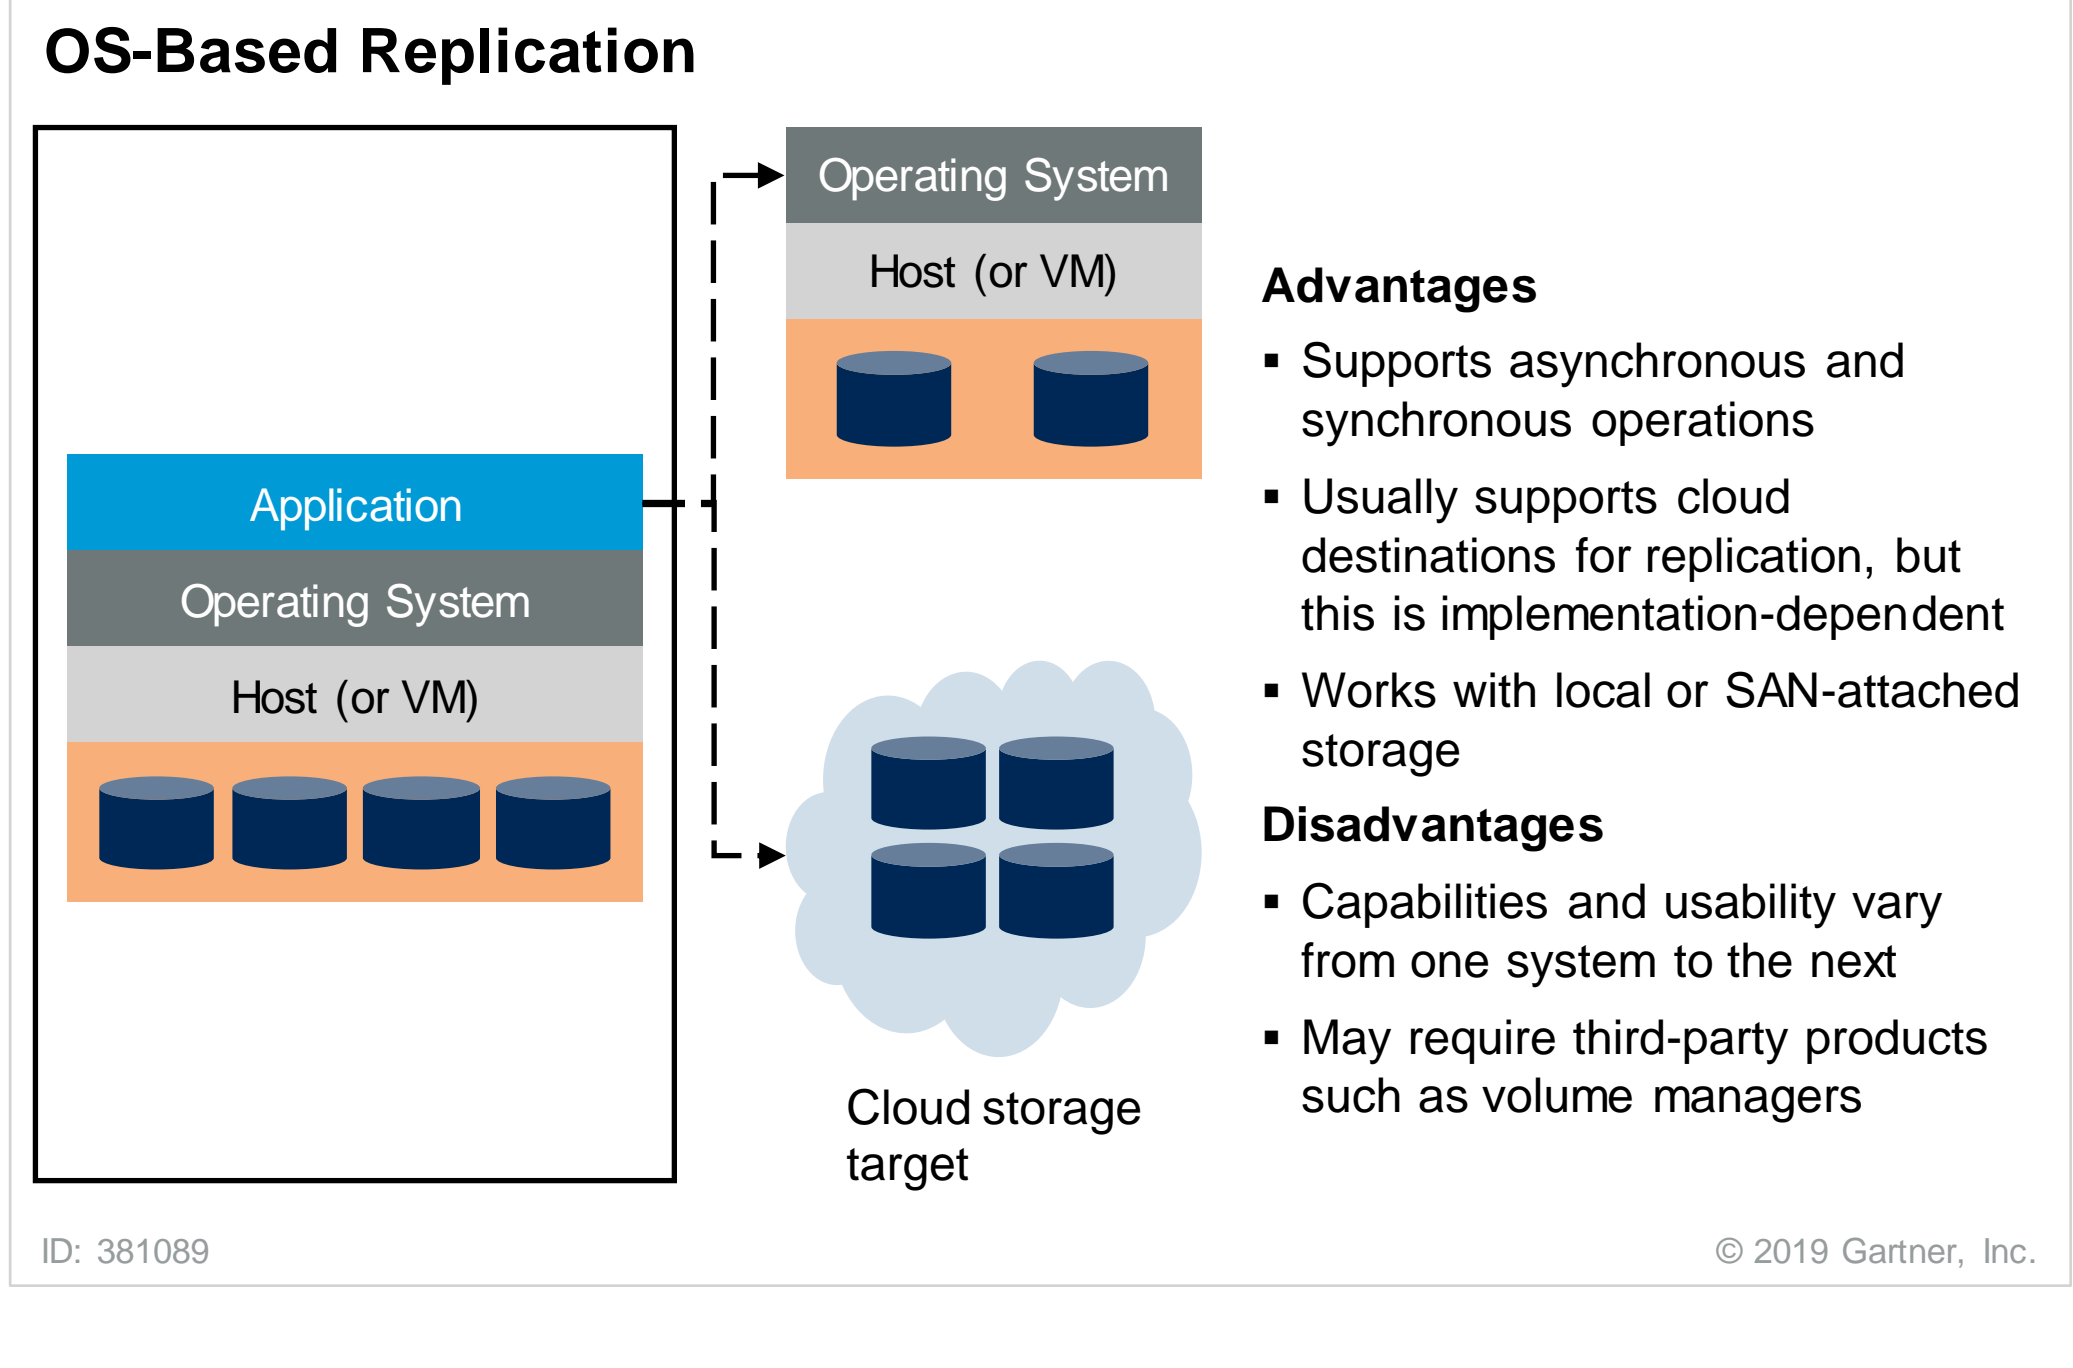 OS-Based Replication
Application
Operating System
Host (or VM)
Operating System
Host (or VM)
Cloud storage
target
Advantages
▪ Supports asynchronous and
synchronous operations
▪ Usually supports cloud
destinations for replication, but
this is implementation-dependent
▪ Works with local or SAN-attached
storage
Disadvantages
▪ Capabilities and usability vary
from one system to the next
▪ May require third-party products
such as volume managers
ID: 381089
© 2019 Gartner, Inc.